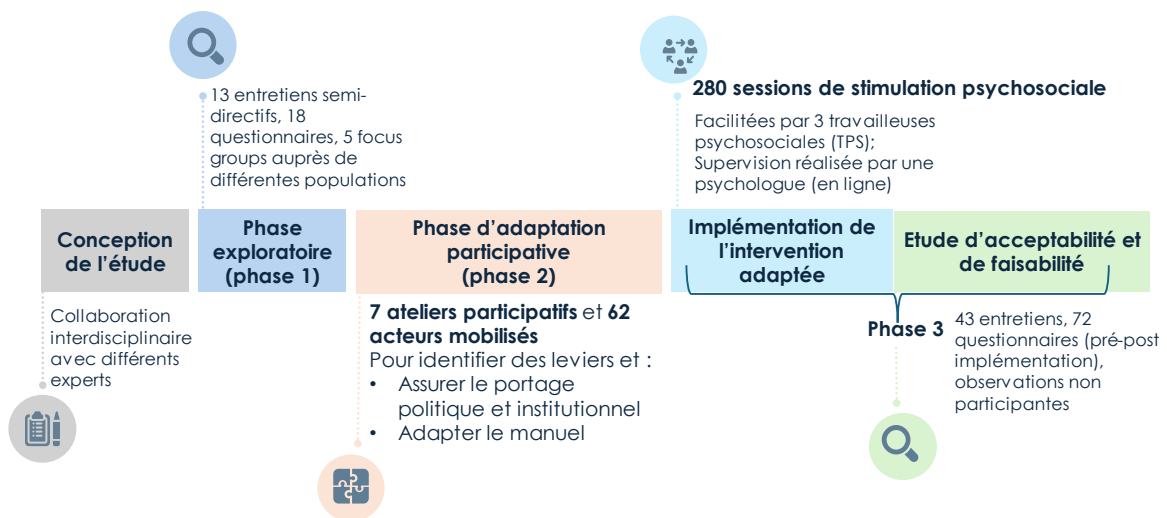 13 entretiens semi-
directifs, 18
questionnaires, 5 focus
groups auprès de
différentes populations
280 sessions de stimulation psychosociale
Facilitées par 3 travailleuses
psychosociales (TPS);
Supervision réalisée par une
psychologue (en ligne)
Conception
de l'étude
Phase
exploratoire
(phase 1)
Phase d'adaptation
participative
(phase 2)
Implémentation de
l'intervention
adaptée
Etude d'acceptabilité et
de faisabilité
Collaboration
interdisciplinaire
avec différents
experts
7 ateliers participatifs et 62
acteurs mobilisés
Pour identifier des leviers et :
• Assurer le portage
politique et institutionnel
• Adapter le manuel
Phase 3
43 entretiens, 72
questionnaires (pré-post
implémentation),
observations non
participantes